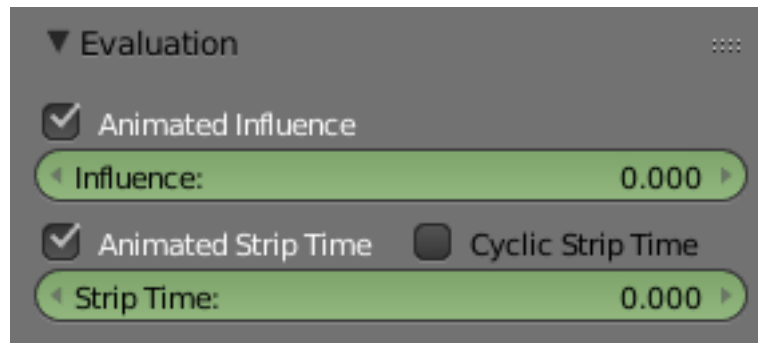 Evaluation
Animated Influence
Influence: 0.000
Animated Strip Time Cyclic Strip Time
Strip Time: 0.000